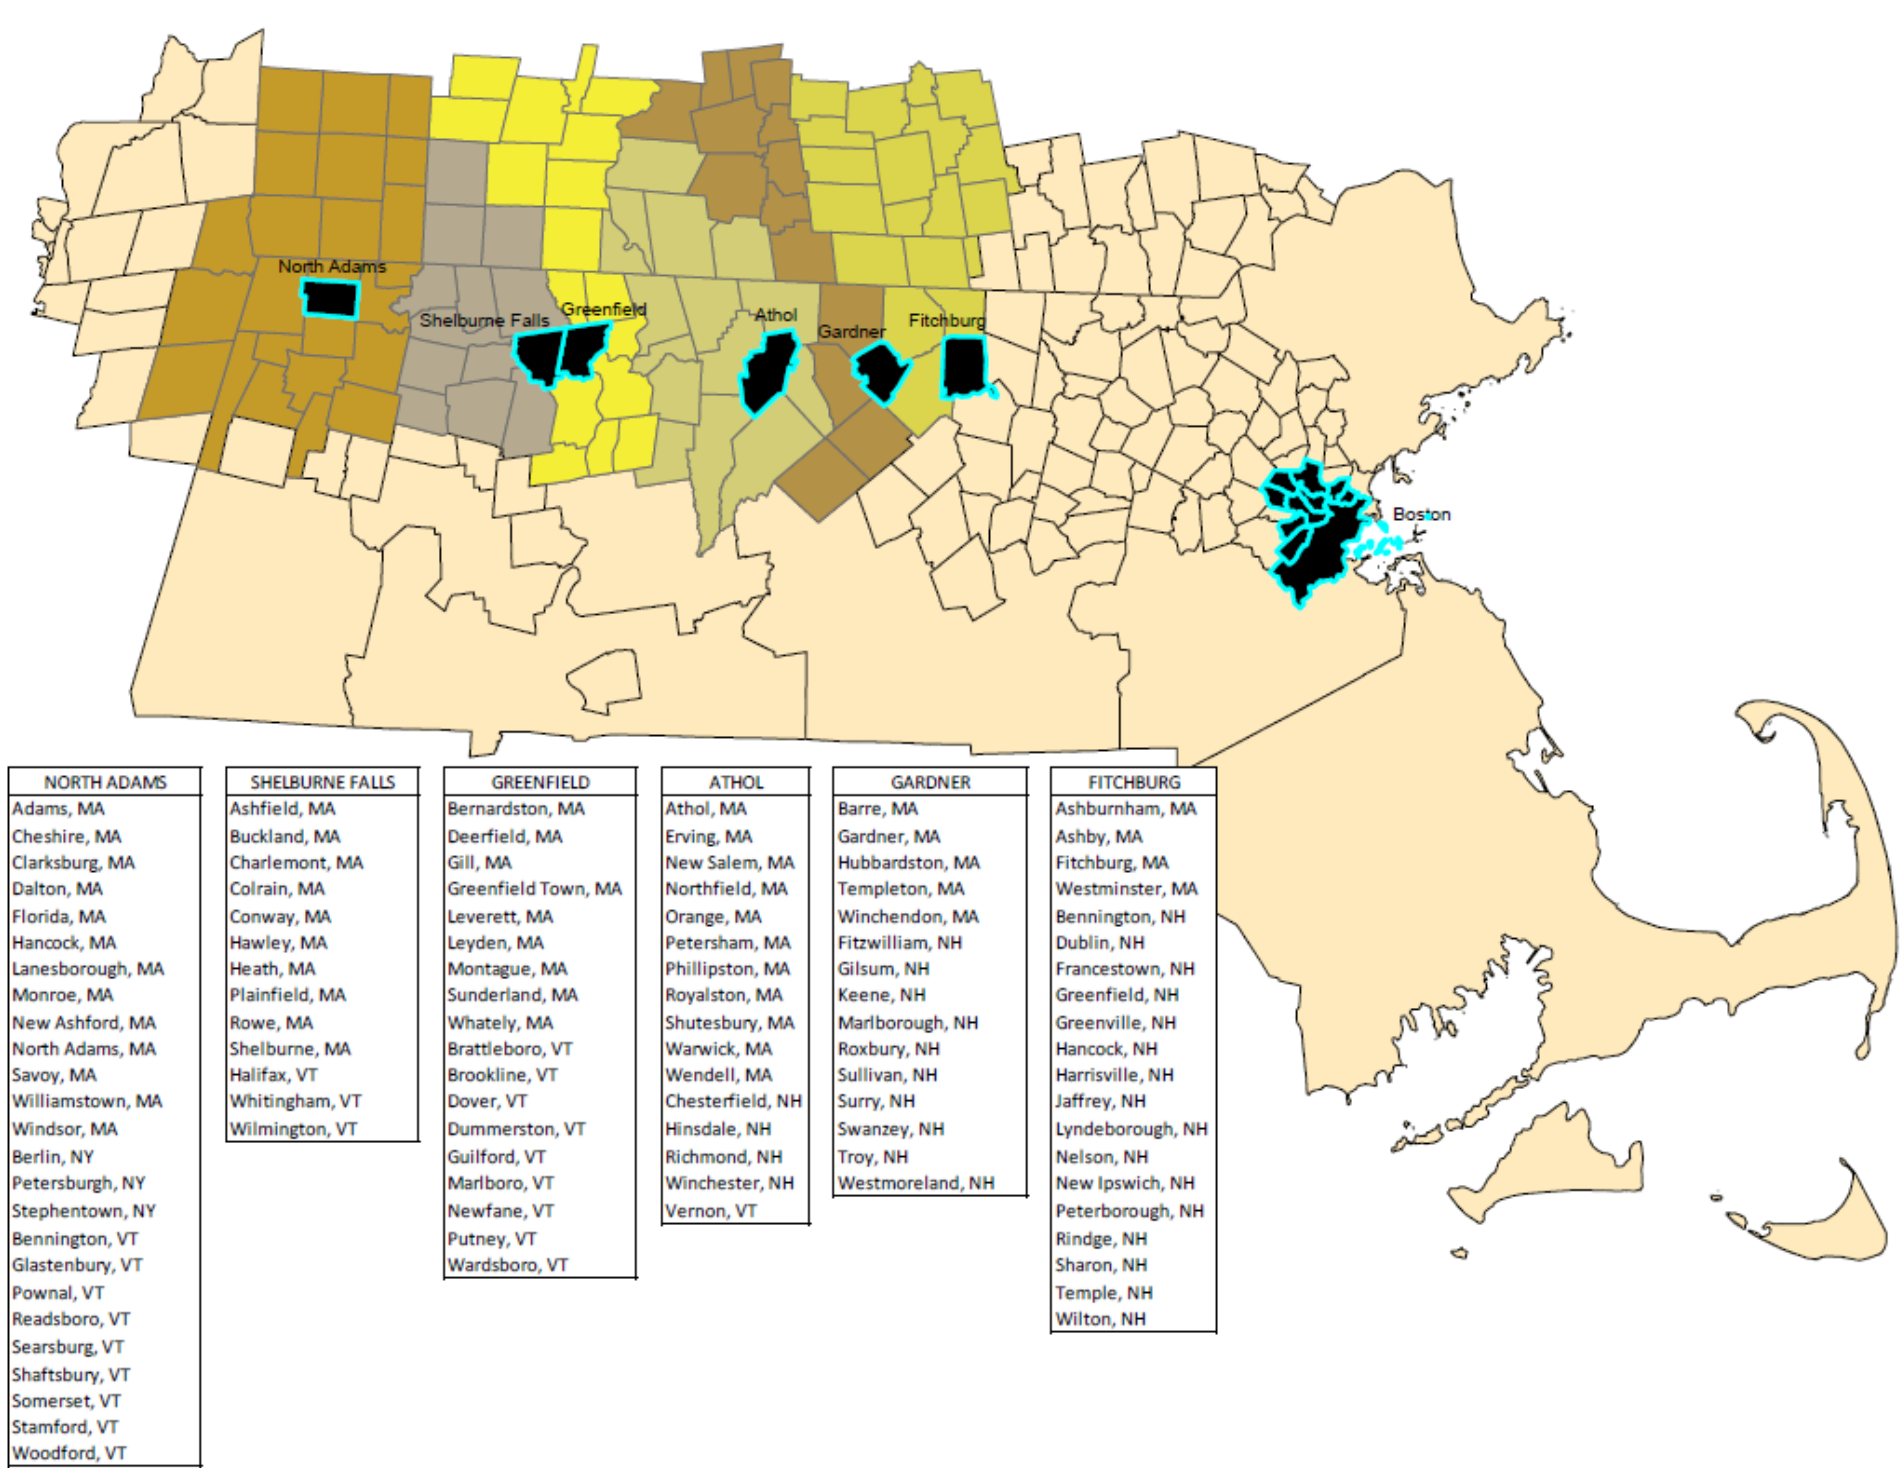 North Adams
Shelburne Falls
Greenfield
Athol
Gardner
Fitchburg
Boston
NORTH ADAMS
Adams, MA
Cheshire, MA
Clarksburg, MA
Dalton, MA
Florida, MA
Hancock, MA
Lanesborough, MA
Monroe, MA
New Ashford, MA
North Adams, MA
Savoy, MA
Williamstown, MA
Windsor, MA
Berlin, NY
Petersburgh, NY
Stephentown, NY
Bennington, VT
Glastenbury, VT
Pownal, VT
Readsboro, VT
Searsburg, VT
Shaftsbury, VT
Somerset, VT
Stamford, VT
Woodford, VT
SHELBURNE FALLS
Ashfield, MA
Buckland, MA
Charlemont, MA
Colrain, MA
Conway, MA
Hawley, MA
Heath, MA
Plainfield, MA
Rowe, MA
Shelburne, MA
Halifax, VT
Whitingham, VT
Wilmington, VT
GREENFIELD
Bernardston, MA
Deerfield, MA
Gill, MA
Greenfield Town, MA
Leverett, MA
Leyden, MA
Montague, MA
Sunderland, MA
Whately, MA
Brattleboro, VT
Brookline, VT
Dover, VT
Dummerston, VT
Guilford, VT
Marlboro, VT
Newfane, VT
Putney, VT
Wardsboro, VT
ATHOL
Athol, MA
Erving, MA
New Salem, MA
Northfield, MA
Orange, MA
Petersham, MA
Phillipston, MA
Royalston, MA
Shutesbury, MA
Warwick, MA
Wendell, MA
Chesterfield, NH
Hinsdale, NH
Richmond, NH
Winchester, NH
Vernon, VT
GARDNER
Barre, MA
Gardner, MA
Hubbardston, MA
Templeton, MA
Winchendon, MA
Fitzwilliam, NH
Gilsum, NH
Keene, NH
Marlborough, NH
Roxbury, NH
Sullivan, NH
Surry, NH
Swanzey, NH
Troy, NH
Westmoreland, NH
FITCHBURG
Ashburnham, MA
Ashby, MA
Fitchburg, MA
Westminster, MA
Bennington, NH
Dublin, NH
Francestown, NH
Greenfield, NH
Greenville, NH
Hancock, NH
Harrisville, NH
Jaffrey, NH
Lyndeborough, NH
Nelson, NH
New Ipswich, NH
Peterborough, NH
Rindge, NH
Sharon, NH
Temple, NH
Wilton, NH